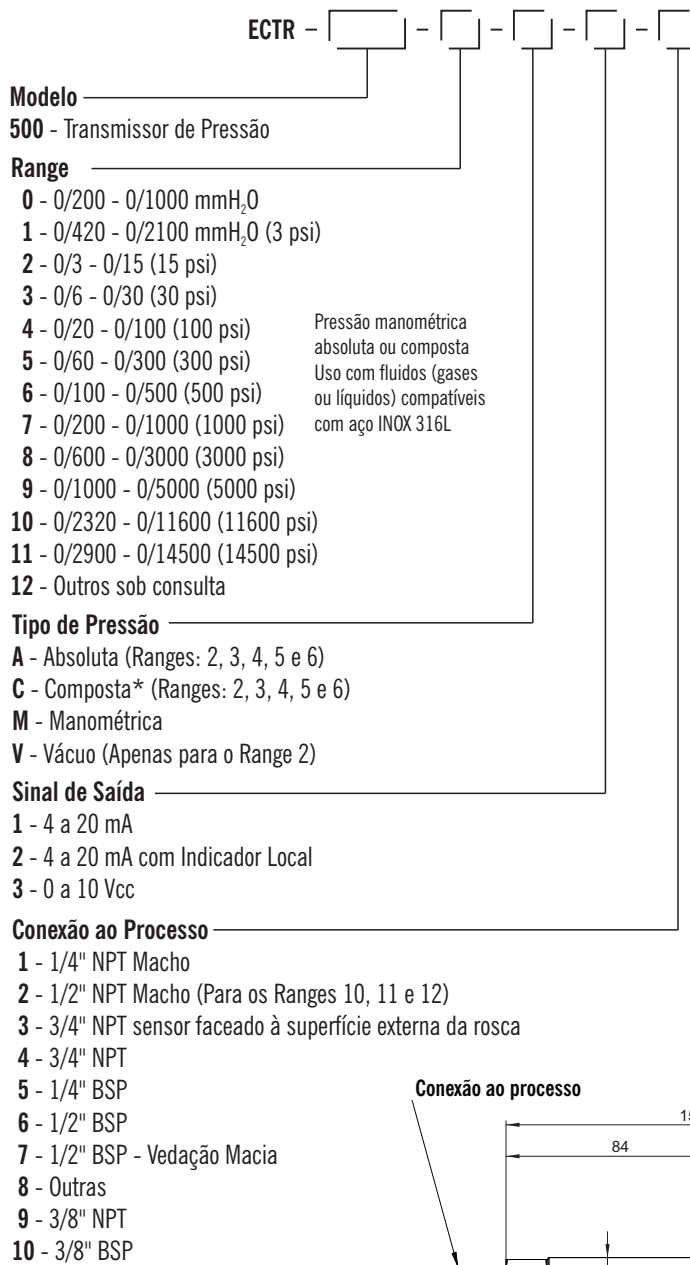 ECTR – – – – –
Modelo
500 - Transmissor de Pressão
Range
0 - 0/200 - 0/1000 mmH₂O
1 - 0/420 - 0/2100 mmH₂O (3 psi)
2 - 0/3 - 0/15 (15 psi)
3 - 0/6 - 0/30 (30 psi)
4 - 0/20 - 0/100 (100 psi)
5 - 0/60 - 0/300 (300 psi)
6 - 0/100 - 0/500 (500 psi)
7 - 0/200 - 0/1000 (1000 psi)
8 - 0/600 - 0/3000 (3000 psi)
9 - 0/1000 - 0/5000 (5000 psi)
10 - 0/2320 - 0/11600 (11600 psi)
11 - 0/2900 - 0/14500 (14500 psi)
12 - Outros sob consulta
Pressão manométrica
absoluta ou composta
Uso com fluidos (gases
ou líquidos) compatíveis
com aço INOX 316L
Tipo de Pressão
A - Absoluta (Ranges: 2, 3, 4, 5 e 6)
C - Composta* (Ranges: 2, 3, 4, 5 e 6)
M - Manométrica
V - Vácuo (Apenas para o Range 2)
Sinal de Saída
1 - 4 a 20 mA
2 - 4 a 20 mA com Indicador Local
3 - 0 a 10 Vcc
Conexão ao Processo
1 - 1/4" NPT Macho
2 - 1/2" NPT Macho (Para os Ranges 10, 11 e 12)
3 - 3/4" NPT sensor faceado à superfície externa da rosca
4 - 3/4" NPT
5 - 1/4" BSP
6 - 1/2" BSP
7 - 1/2" BSP - Vedação Macia
8 - Outras
9 - 3/8" NPT
10 - 3/8" BSP
Conexão ao processo
84